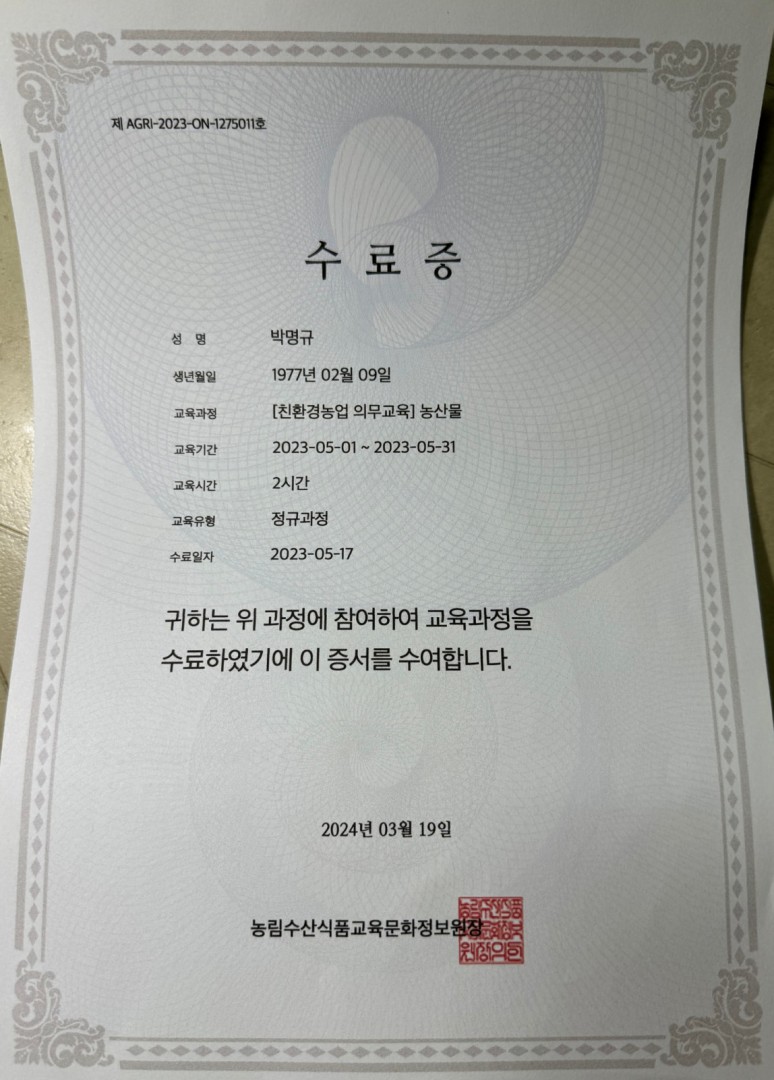 제 AGRI-2023-ON-1275011호
수 료 증
성 명 박명규
생년월일 1977년 02월 09일
교육과정 [친환경농업 의무교육] 농산물
교육기간 2023-05-01 ~ 2023-05-31
교육시간 2시간
교육유형 정규과정
수료일자 2023-05-17
귀하는 위 과정에 참여하여 교육과정을
수료하였기에 이 증서를 수여합니다.
2024년 03월 19일
농림수산식품교육문화정보원장